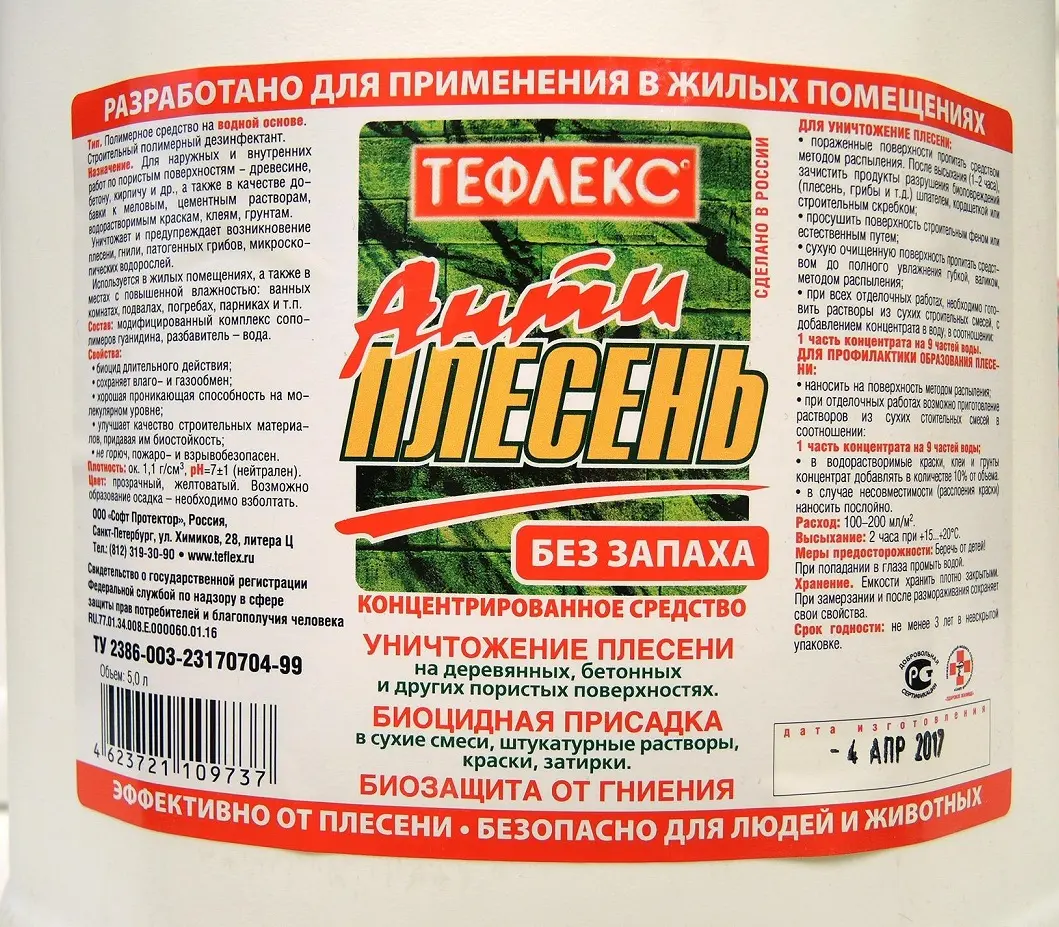 РАЗРАБОТАНО ДЛЯ ПРИМЕНЕНИЯ В ЖИЛЫХ ПОМЕЩЕНИЯХ
Тип. Полимерное средство на водной основе.
Строительный полимерный дезинфектант.
Назначение. Для наружных и внутренних
работ по пористым поверхностям – древесине,
бетону, кирпичу и др., а также в качестве до-
бавки к меловым, цементным растворам,
водорастворимым краскам, клеям, грунтам.
Уничтожает и предупреждает возникновение
плесени, гнили, патогенных грибов, микроско-
пических водорослей.
Используется в жилых помещениях, а также в
местах с повышенной влажностью: ванных
комнатах, подвалах, погребах, парниках и т.п.
Состав: модифицированный комплекс сопо-
лимеров гуанидина, разбавитель – вода.
Свойства:
• биоцид длительного действия;
• сохраняет влаго- и газообмен;
• хорошая проникающая способность на мо-
лекулярном уровне;
• улучшает качество строительных материа-
лов, придавая им биостойкость;
• не горюч, пожаро- и взрывобезопасен.
Плотность: ок. 1,1 г/см³, pH=7±1 (нейтрален).
Цвет: прозрачный, желтоватый. Возможно
образование осадка – необходимо взболтать.
ООО «Софт Протектор», Россия,
Санкт-Петербург, ул. Химиков, 28, литера Ц
Тел.: (812) 319-30-90 • www.teflex.ru
Свидетельство о государственной регистрации
Федеральной службой по надзору в сфере
защиты прав потребителей и благополучия человека
RU.77.01.34.008.Е.000060.01.16
ТУ 2386-003-23170704-99
Объем: 5,0 л
4 623721 109737
ТЕФЛЕКС
СДЕЛАНО В РОССИИ
Анти
ПЛЕСЕНЬ
БЕЗ ЗАПАХА
КОНЦЕНТРИРОВАННОЕ СРЕДСТВО
УНИЧТОЖЕНИЕ ПЛЕСЕНИ
на деревянных, бетонных
и других пористых поверхностях.
БИОЦИДНАЯ ПРИСАДКА
в сухие смеси, штукатурные растворы,
краски, затирки.
БИОЗАЩИТА ОТ ГНИЕНИЯ
ДЛЯ УНИЧТОЖЕНИЯ ПЛЕСЕНИ:
• пораженные поверхности пропитать средством
методом распыления. После высыхания (1-2 часа),
зачистить продукты разрушения биоповреждений
(плесень, грибы и т.д.) шпателем, кордщеткой или
строительным скребком;
• просушить поверхность строительным феном или
естественным путем;
• сухую очищенную поверхность пропитать средст-
вом до полного увлажнения губкой, валиком,
методом распыления;
• при всех отделочных работах, необходимо гото-
вить растворы из сухих строительных смесей, с
добавлением концентрата в воду, в соотношении:
1 часть концентрата на 9 частей воды.
ДЛЯ ПРОФИЛАКТИКИ ОБРАЗОВАНИЯ ПЛЕСЕ-
НИ:
• наносить на поверхность методом распыления;
• при отделочных работах возможно приготовление
растворов из сухих стоительных смесей в
соотношении:
1 часть концентрата на 9 частей воды;
• в водорастворимые краски, клеи и грунты
концентрат добавлять в количестве 10% от объема.
• в случае несовместимости (расслоения краски)
наносить послойно.
Расход: 100–200 мл/м².
Высыхание: 2 часа при +15...+20°С.
Меры предосторожности: Беречь от детей!
При попадании в глаза промыть водой.
Хранение. Емкости хранить плотно закрытыми.
При замерзании и после размораживания сохраняет
свои свойства.
Срок годности: не менее 3 лет в невскрытой
упаковке.
ДОБРОВОЛЬНАЯ
СЕРТИФИКАЦИЯ
дата изготовления
- 4 АПР 2017
ЭФФЕКТИВНО ОТ ПЛЕСЕНИ • БЕЗОПАСНО ДЛЯ ЛЮДЕЙ И ЖИВОТНЫХ